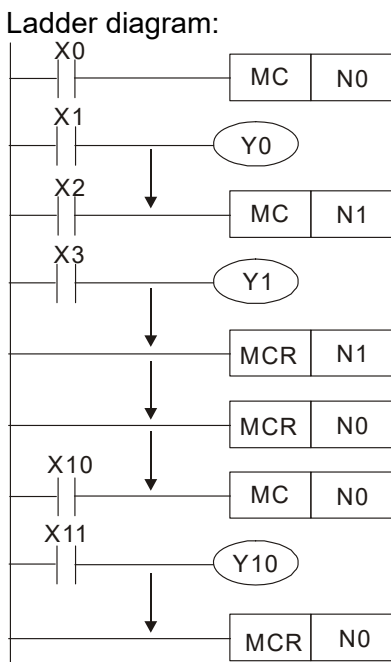 Ladder diagram:
X0
MC N0
X1
Y0
X2
MC N1
X3
Y1
MCR N1
MCR N0
X10
MC N0
X11
Y10
MCR N0